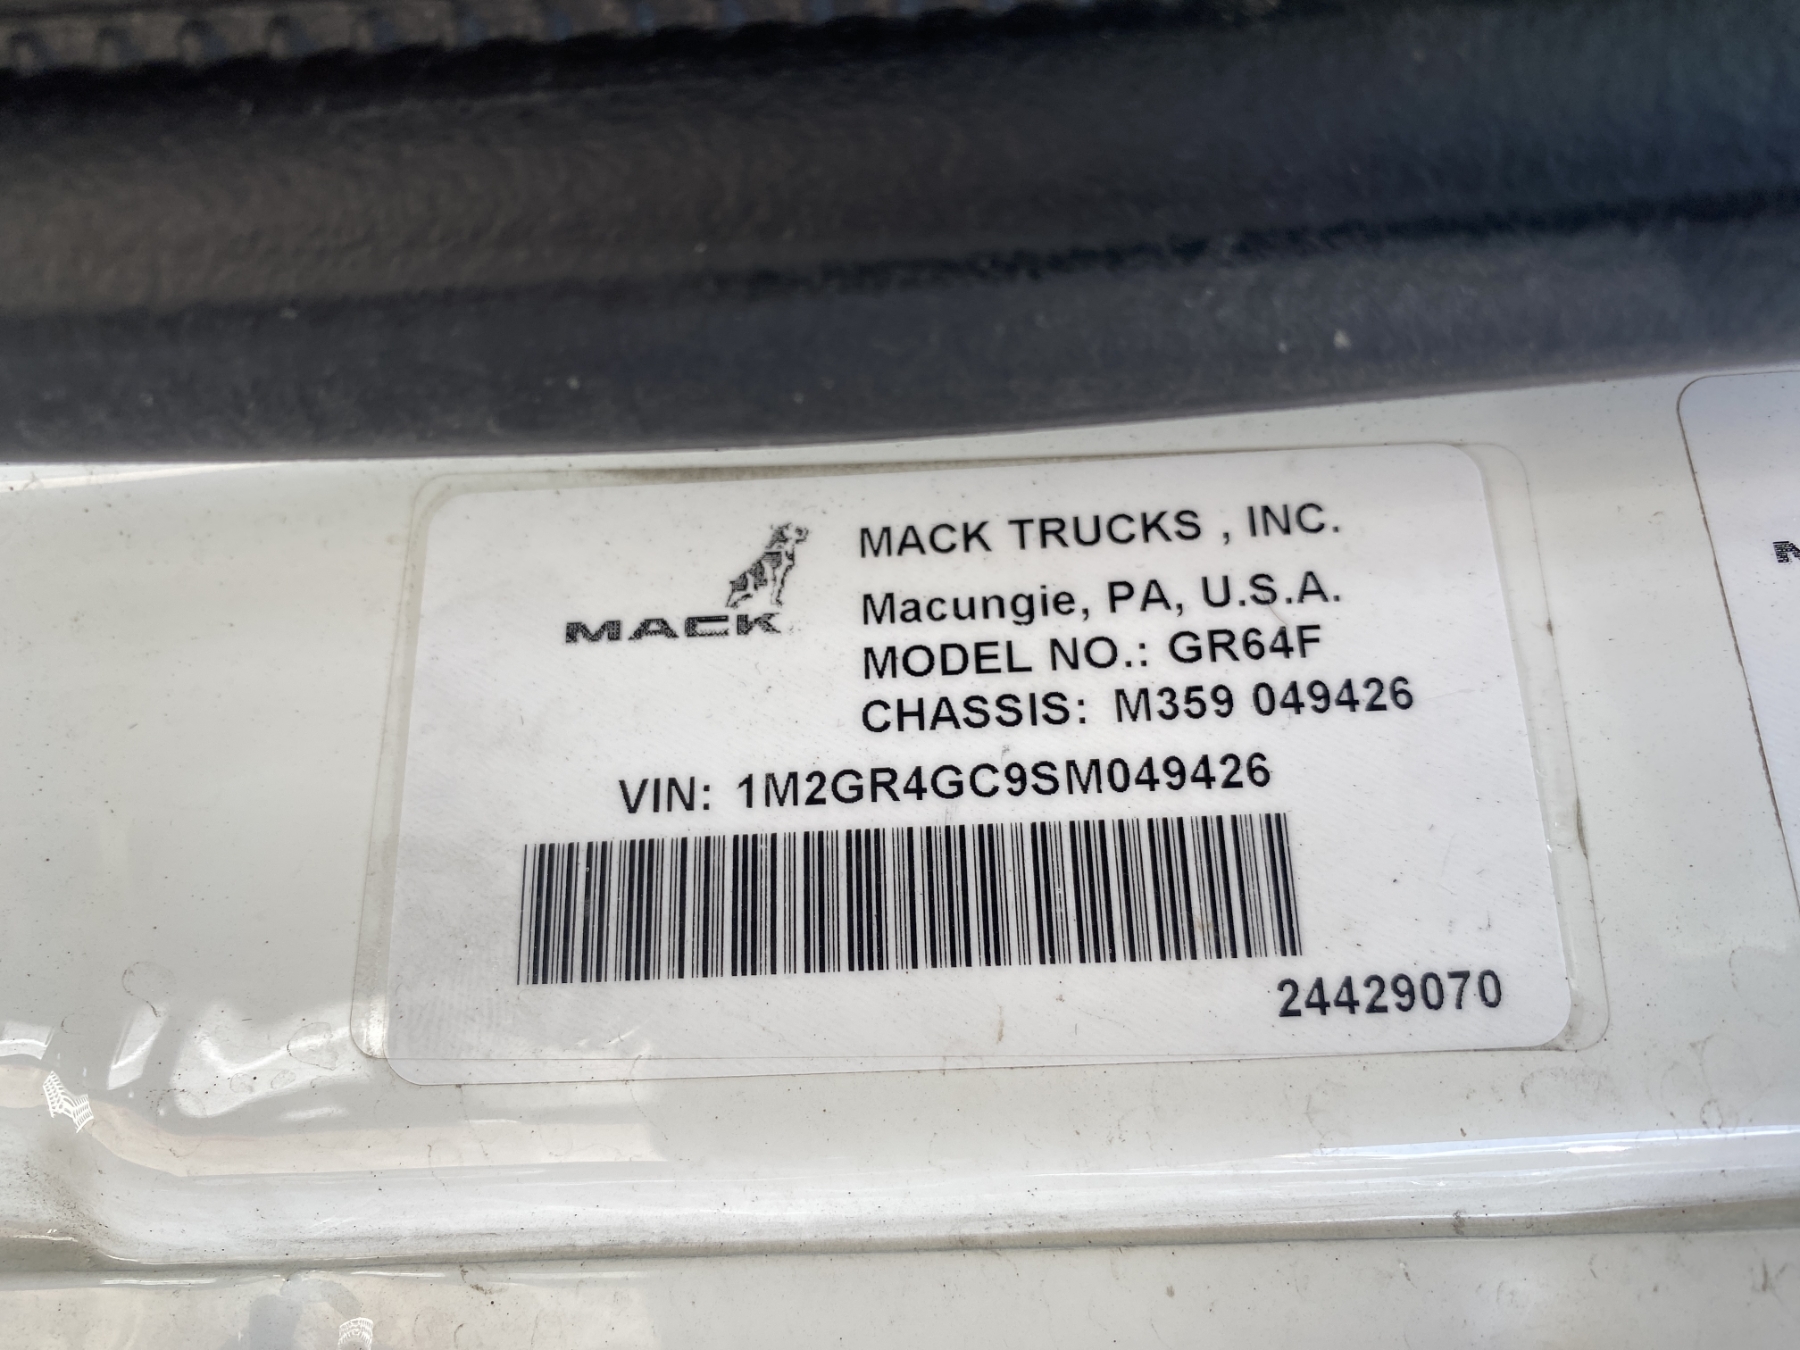 MACK
MACK TRUCKS , INC.
Macungie, PA, U.S.A.
MODEL NO.: GR64F
CHASSIS: M359 049426
VIN: 1M2GR4GC9SM049426
24429070